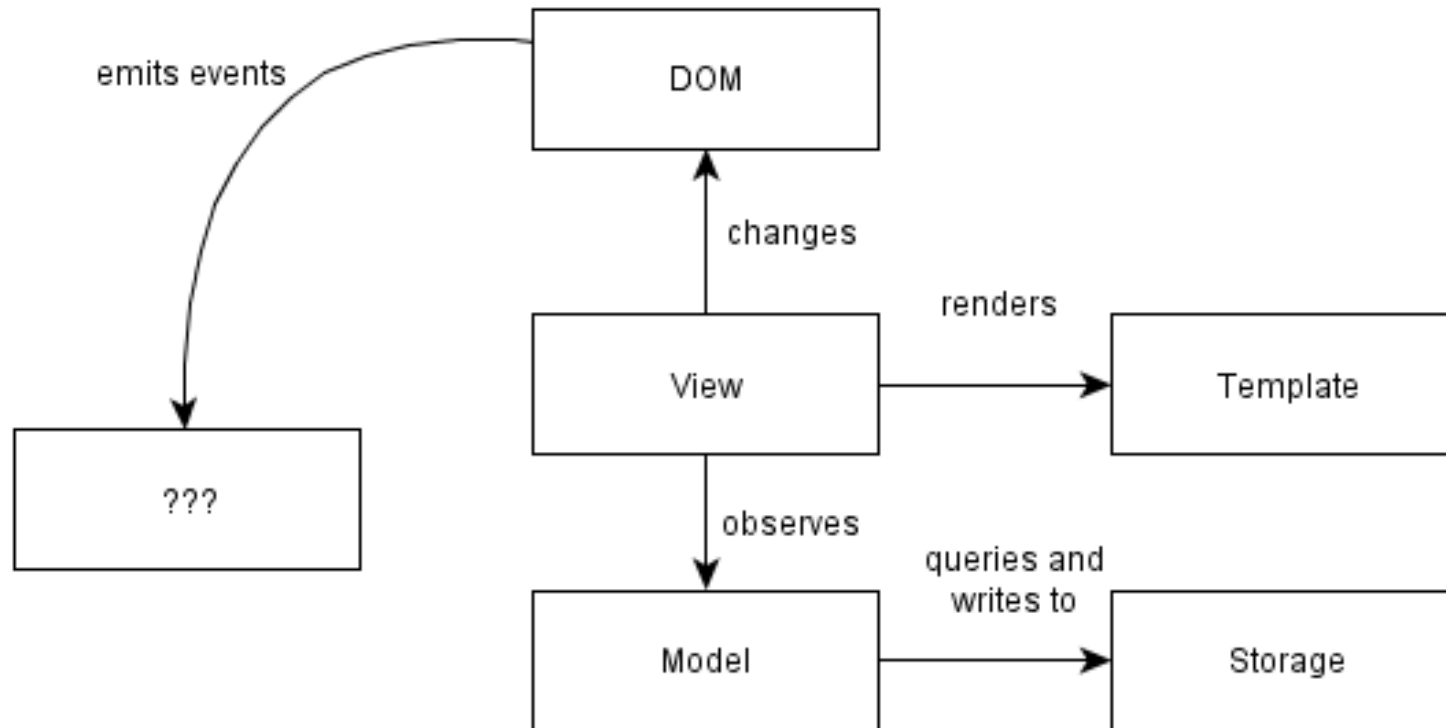 DOM
emits events
changes
renders
View
Template
???
observes
queries and
writes to
Model
Storage